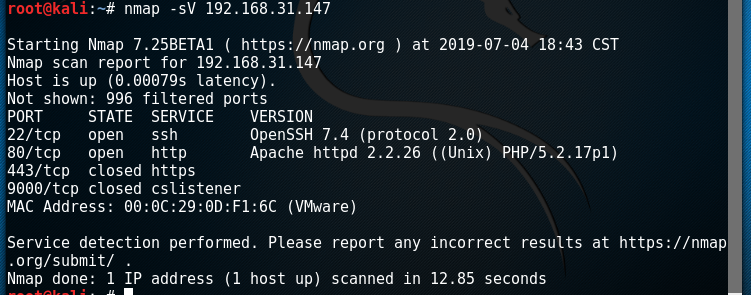 root@kali:~# nmap -sV 192.168.31.147
Starting Nmap 7.25BETA1 ( https://nmap.org ) at 2019-07-04 18:43 CST
Nmap scan report for 192.168.31.147
Host is up (0.00079s latency).
Not shown: 996 filtered ports
PORT     STATE  SERVICE    VERSION
22/tcp   open   ssh        OpenSSH 7.4 (protocol 2.0)
80/tcp   open   http       Apache httpd 2.2.26 ((Unix) PHP/5.2.17p1)
443/tcp  closed https
9000/tcp closed cslistener
MAC Address: 00:0C:29:0D:F1:6C (VMware)
Service detection performed. Please report any incorrect results at https://nmap
.org/submit/ .
Nmap done: 1 IP address (1 host up) scanned in 12.85 seconds
root@kali:~#